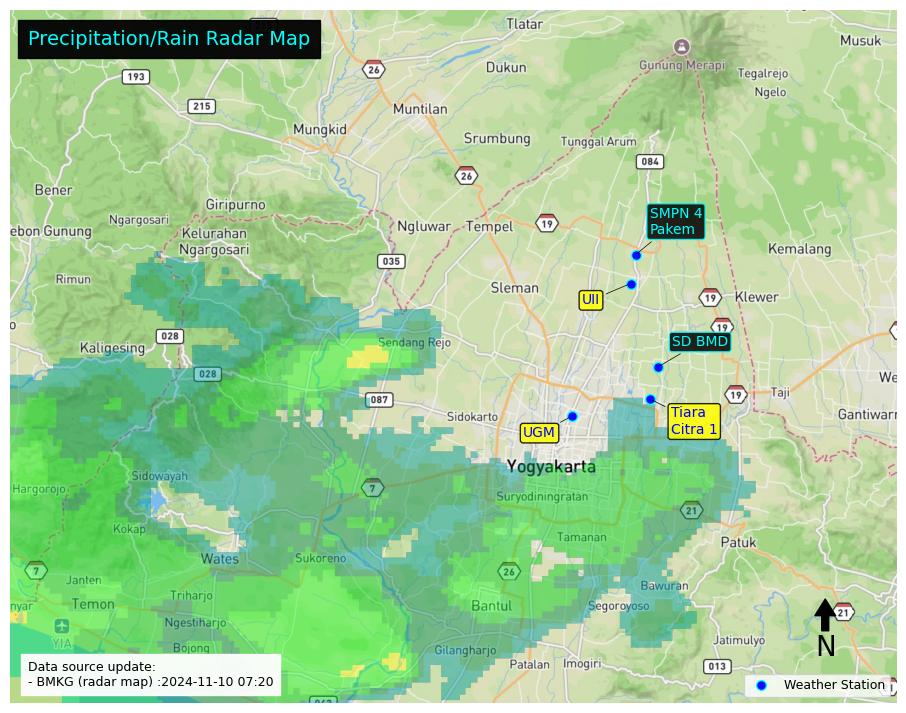 Precipitation/Rain Radar Map
Tlatar
Musuk
Gunung Merapi
Dukun
Tegalrejo
Ngelo
193
26
215
Muntilan
Mungkid
Srumbung
Tunggal Arum
084
26
Bener
Giripurno
Ngargosari
ebon Gunung
Kelurahan
Ngargosari
Ngluwar
Tempel
19
SMPN 4
Pakem
Kemalang
035
Rimun
Sleman
UII
19
Klewer
19
028
Kaligesing
Sendang Rejo
SD BMD
028
087
19
Taji
We
Sidokarto
Gantiwarn
UGM
Tiara
Citra 1
Yogyakarta
Sidowayah
Hargorojo
7
Suryodiningratan
21
Kokap
Tamanan
Patuk
Wates
Sukoreno
7
26
Janten
Bawuran
Temon
Triharjo
Bantul
Segoroyoso
nyar
Ngestiharjo
21
YIA
N
Bojong
Gilangharjo
Jatimulyo
Patalan
Imogiri
013
Data source update:
- BMKG (radar map) :2024-11-10 07:20
Weather Station